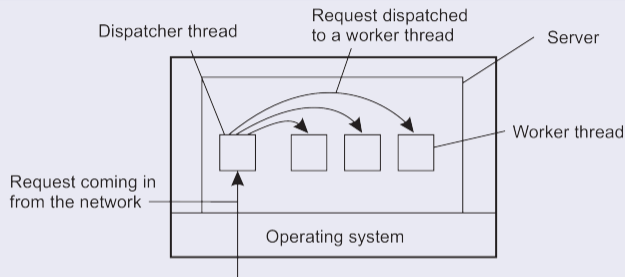 Dispatcher thread
Request dispatched
to a worker thread
Server
Worker thread
Request coming in
from the network
Operating system